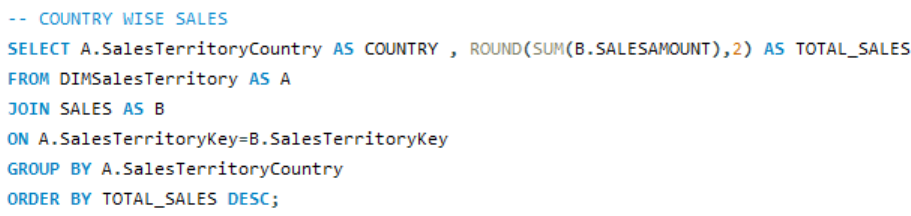 -- COUNTRY WISE SALES
SELECT A.SalesTerritoryCountry AS COUNTRY , ROUND(SUM(B.SALESAMOUNT),2) AS TOTAL_SALES
FROM DIMSalesTerritory AS A
JOIN SALES AS B
ON A.SalesTerritoryKey=B.SalesTerritoryKey
GROUP BY A.SalesTerritoryCountry
ORDER BY TOTAL_SALES DESC;